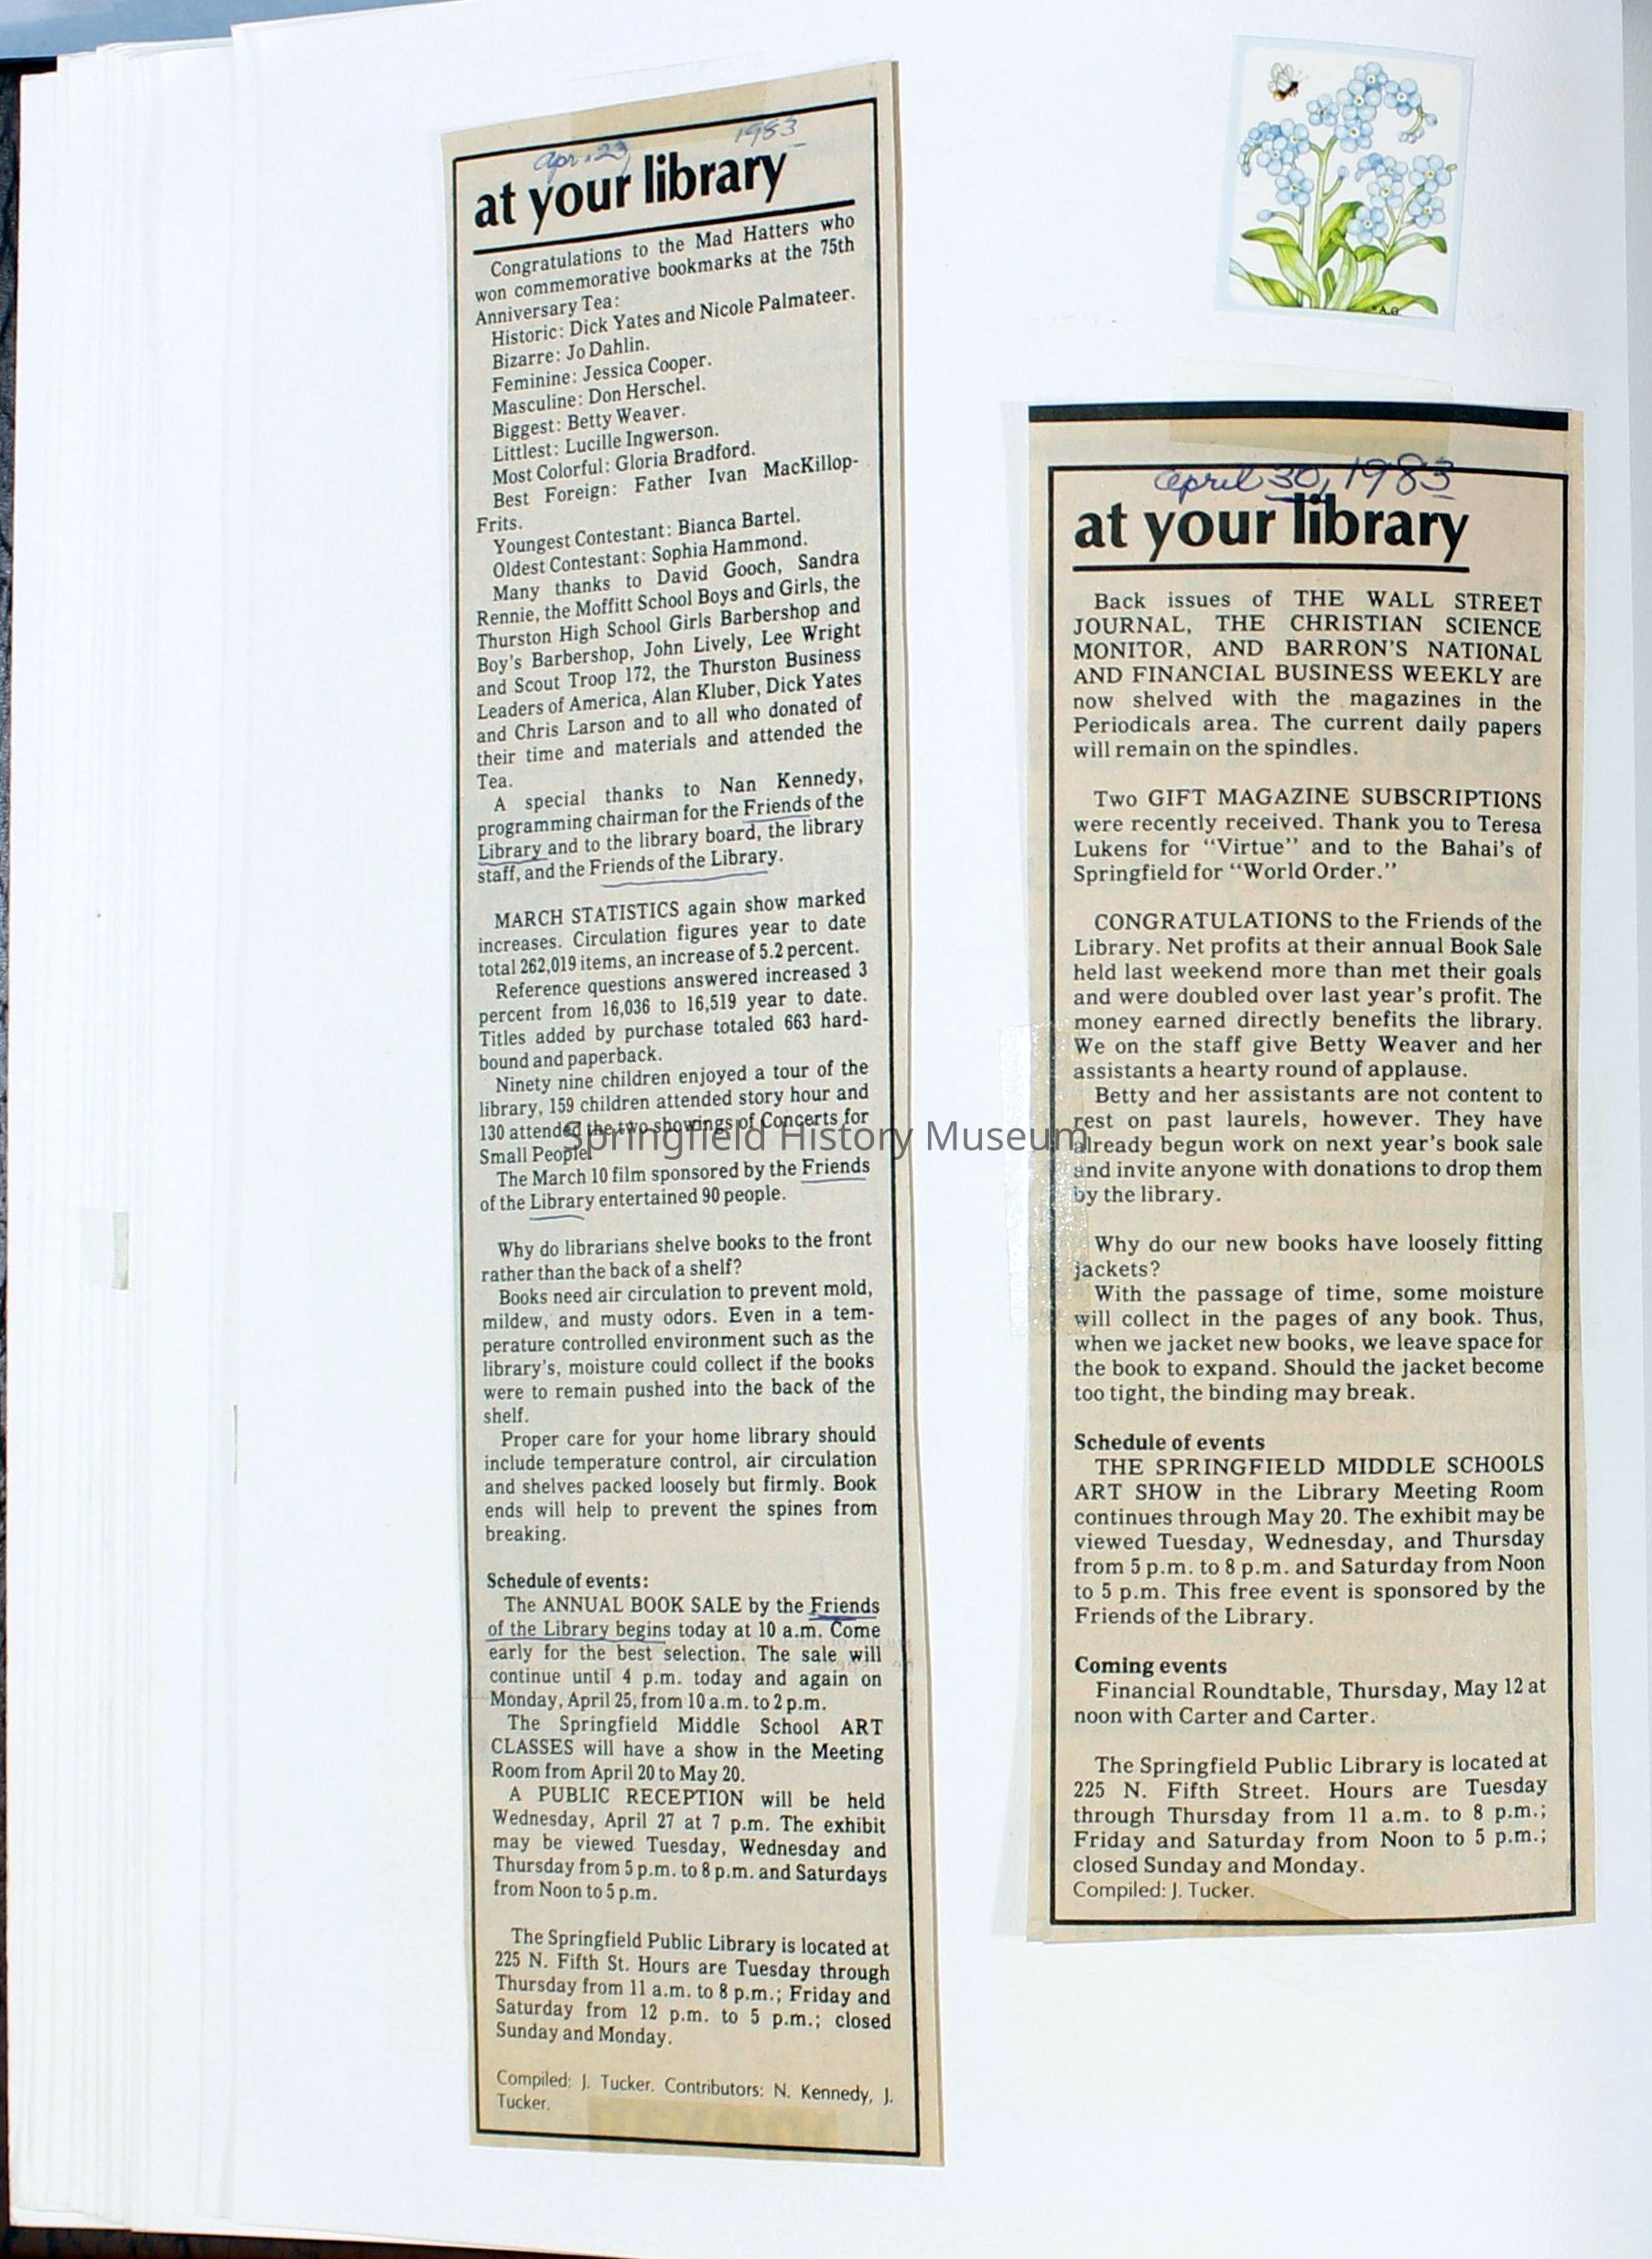 Apr. 23, 1983
at your library
Congratulations to the Mad Hatters who
won commemorative bookmarks at the 75th
Anniversary Tea:
Historic: Dick Yates and Nicole Palmateer.
Bizarre: Jo Dahlin.
Feminine: Jessica Cooper.
Masculine: Don Herschel.
Biggest: Betty Weaver.
Littlest: Lucille Ingwerson.
Most Colorful: Gloria Bradford.
Best Foreign: Father Ivan MacKillop-
Frits.
Youngest Contestant: Bianca Bartel.
Oldest Contestant: Sophia Hammond.
Many thanks to David Gooch, Sandra
Rennie, the Moffitt School Boys and Girls, the
Thurston High School Girls Barbershop and
Boy's Barbershop, John Lively, Lee Wright
and Scout Troop 172, the Thurston Business
Leaders of America, Alan Kluber, Dick Yates
and Chris Larson and to all who donated of
their time and materials and attended the
Tea.
A special thanks to Nan Kennedy,
programming chairman for the Friends of the
Library and to the library board, the library
staff, and the Friends of the Library.
MARCH STATISTICS again show marked
increases. Circulation figures year to date
total 262,019 items, an increase of 5.2 percent.
Reference questions answered increased 3
percent from 16,036 to 16,519 year to date.
Titles added by purchase totaled 663 hard-
bound and paperback.
Ninety nine children enjoyed a tour of the
library, 159 children attended story hour and
130 attended the two showings of Concerts for
Small People.
The March 10 film sponsored by the Friends
of the Library entertained 90 people.
Why do librarians shelve books to the front
rather than the back of a shelf?
Books need air circulation to prevent mold,
mildew, and musty odors. Even in a tem-
perature controlled environment such as the
library's, moisture could collect if the books
were to remain pushed into the back of the
shelf.
Proper care for your home library should
include temperature control, air circulation
and shelves packed loosely but firmly. Book
ends will help to prevent the spines from
breaking.
Schedule of events:
The ANNUAL BOOK SALE by the Friends
of the Library begins today at 10 a.m. Come
early for the best selection. The sale will
continue until 4 p.m. today and again on
Monday, April 25, from 10 a.m. to 2 p.m.
The Springfield Middle School ART
CLASSES will have a show in the Meeting
Room from April 20 to May 20.
A PUBLIC RECEPTION will be held
Wednesday, April 27 at 7 p.m. The exhibit
may be viewed Tuesday, Wednesday and
Thursday from 5 p.m. to 8 p.m. and Saturdays
from Noon to 5 p.m.
The Springfield Public Library is located at
225 N. Fifth St. Hours are Tuesday through
Thursday from 11 a.m. to 8 p.m.; Friday and
Saturday from 12 p.m. to 5 p.m.; closed
Sunday and Monday.
Compiled: J. Tucker. Contributors: N. Kennedy, J.
Tucker.
A.G
April 30, 1983
at your library
Back issues of THE WALL STREET
JOURNAL, THE CHRISTIAN SCIENCE
MONITOR, AND BARRON'S NATIONAL
AND FINANCIAL BUSINESS WEEKLY are
now shelved with the magazines in the
Periodicals area. The current daily papers
will remain on the spindles.
Two GIFT MAGAZINE SUBSCRIPTIONS
were recently received. Thank you to Teresa
Lukens for "Virtue" and to the Bahai's of
Springfield for "World Order."
CONGRATULATIONS to the Friends of the
Library. Net profits at their annual Book Sale
held last weekend more than met their goals
and were doubled over last year's profit. The
money earned directly benefits the library.
We on the staff give Betty Weaver and her
assistants a hearty round of applause.
Betty and her assistants are not content to
rest on past laurels, however. They have
already begun work on next year's book sale
and invite anyone with donations to drop them
by the library.
Why do our new books have loosely fitting
jackets?
With the passage of time, some moisture
will collect in the pages of any book. Thus,
when we jacket new books, we leave space for
the book to expand. Should the jacket become
too tight, the binding may break.
Schedule of events
THE SPRINGFIELD MIDDLE SCHOOLS
ART SHOW in the Library Meeting Room
continues through May 20. The exhibit may be
viewed Tuesday, Wednesday, and Thursday
from 5 p.m. to 8 p.m. and Saturday from Noon
to 5 p.m. This free event is sponsored by the
Friends of the Library.
Coming events
Financial Roundtable, Thursday, May 12 at
noon with Carter and Carter.
The Springfield Public Library is located at
225 N. Fifth Street. Hours are Tuesday
through Thursday from 11 a.m. to 8 p.m.;
Friday and Saturday from Noon to 5 p.m.;
closed Sunday and Monday.
Compiled: J. Tucker.
Springfield History Museum